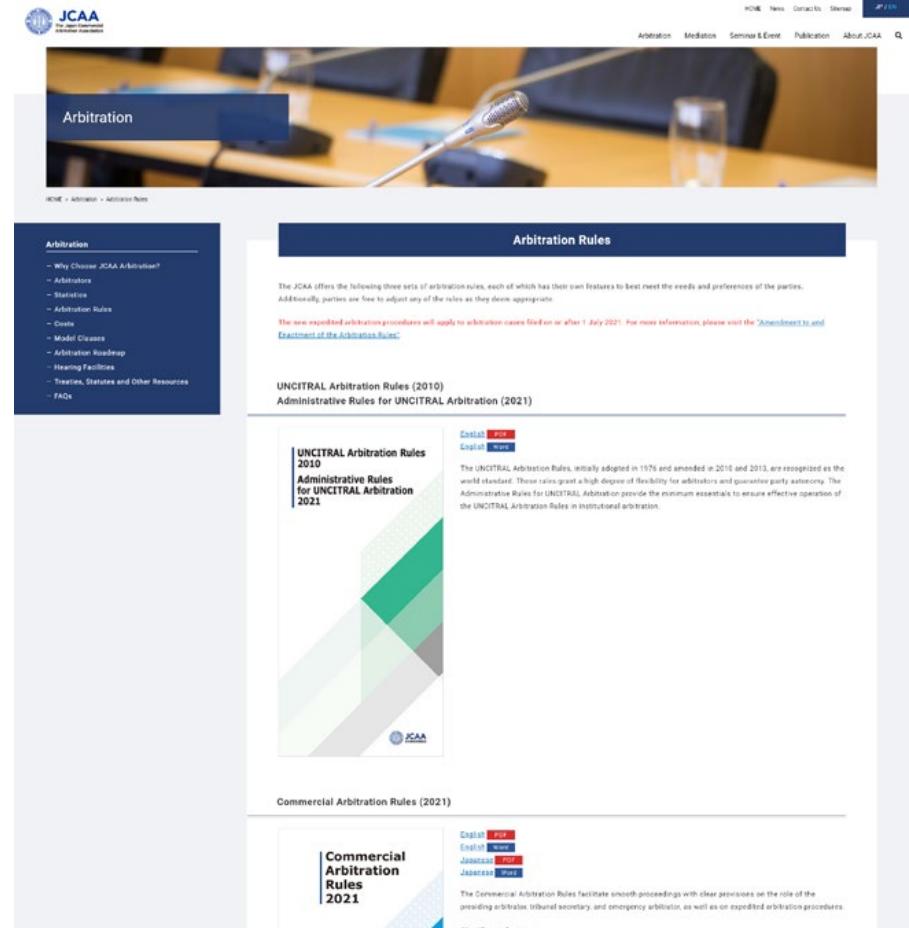 JCAA
The Japan Commercial
Arbitration Association
HOME News Contact Us Sitemap JP / EN
Arbitration Mediation Seminar & Event Publication About JCAA
Arbitration
HOME > Arbitration > Arbitration Rules
Arbitration
– Why Choose JCAA Arbitration?
– Arbitrators
– Statistics
– Arbitration Rules
– Costs
– Model Clauses
– Arbitration Roadmap
– Hearing Facilities
– Treaties, Statutes and Other Resources
– FAQs
Arbitration Rules
The JCAA offers the following three sets of arbitration rules, each of which has their own features to best meet the needs and preferences of the parties.
Additionally, parties are free to adjust any of the rules as they deem appropriate.
The new expedited arbitration procedures will apply to arbitration cases filed on or after 1 July 2021. For more information, please visit the "Amendment to and
Enactment of the Arbitration Rules".
UNCITRAL Arbitration Rules (2010)
Administrative Rules for UNCITRAL Arbitration (2021)
UNCITRAL Arbitration Rules
2010
Administrative Rules
for UNCITRAL Arbitration
2021
JCAA
English PDF
English Word
The UNCITRAL Arbitration Rules, initially adopted in 1976 and amended in 2010 and 2013, are recognized as the
world standard. These rules grant a high degree of flexibility for arbitrators and guarantee party autonomy. The
Administrative Rules for UNCITRAL Arbitration provide the minimum essentials to ensure effective operation of
the UNCITRAL Arbitration Rules in institutional arbitration.
Commercial Arbitration Rules (2021)
Commercial
Arbitration
Rules
2021
English PDF
English Word
Japanese PDF
Japanese Word
The Commercial Arbitration Rules facilitate smooth proceedings with clear provisions on the role of the
presiding arbitrator, tribunal secretary, and emergency arbitrator, as well as on expedited arbitration procedures.